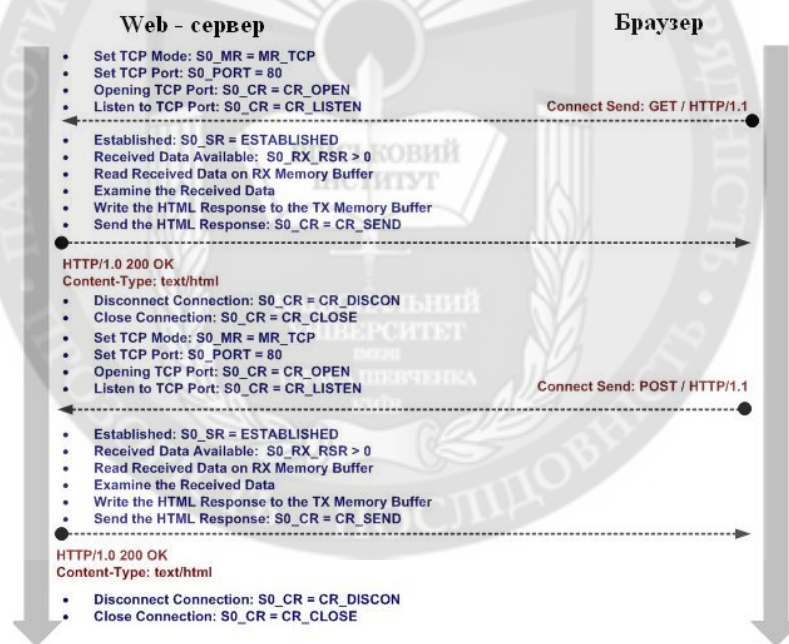 Web - сервер
Браузер
• Set TCP Mode: S0_MR = MR_TCP
• Set TCP Port: S0_PORT = 80
• Opening TCP Port: S0_CR = CR_OPEN
• Listen to TCP Port: S0_CR = CR_LISTEN
Connect Send: GET / HTTP/1.1
• Established: S0_SR = ESTABLISHED
• Received Data Available: S0_RX_RSR > 0
• Read Received Data on RX Memory Buffer
• Examine the Received Data
• Write the HTML Response to the TX Memory Buffer
• Send the HTML Response: S0_CR = CR_SEND
HTTP/1.0 200 OK
Content-Type: text/html
• Disconnect Connection: S0_CR = CR_DISCON
• Close Connection: S0_CR = CR_CLOSE
• Set TCP Mode: S0_MR = MR_TCP
• Set TCP Port: S0_PORT = 80
• Opening TCP Port: S0_CR = CR_OPEN
• Listen to TCP Port: S0_CR = CR_LISTEN
Connect Send: POST / HTTP/1.1
• Established: S0_SR = ESTABLISHED
• Received Data Available: S0_RX_RSR > 0
• Read Received Data on RX Memory Buffer
• Examine the Received Data
• Write the HTML Response to the TX Memory Buffer
• Send the HTML Response: S0_CR = CR_SEND
HTTP/1.0 200 OK
Content-Type: text/html
• Disconnect Connection: S0_CR = CR_DISCON
• Close Connection: S0_CR = CR_CLOSE